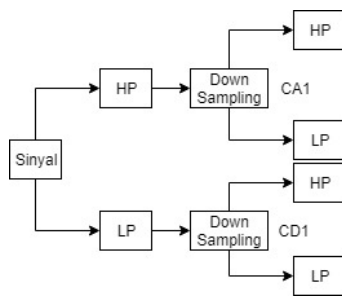 HP
HP
Down
Sampling
CA1
LP
Sinyal
HP
LP
Down
Sampling
CD1
LP